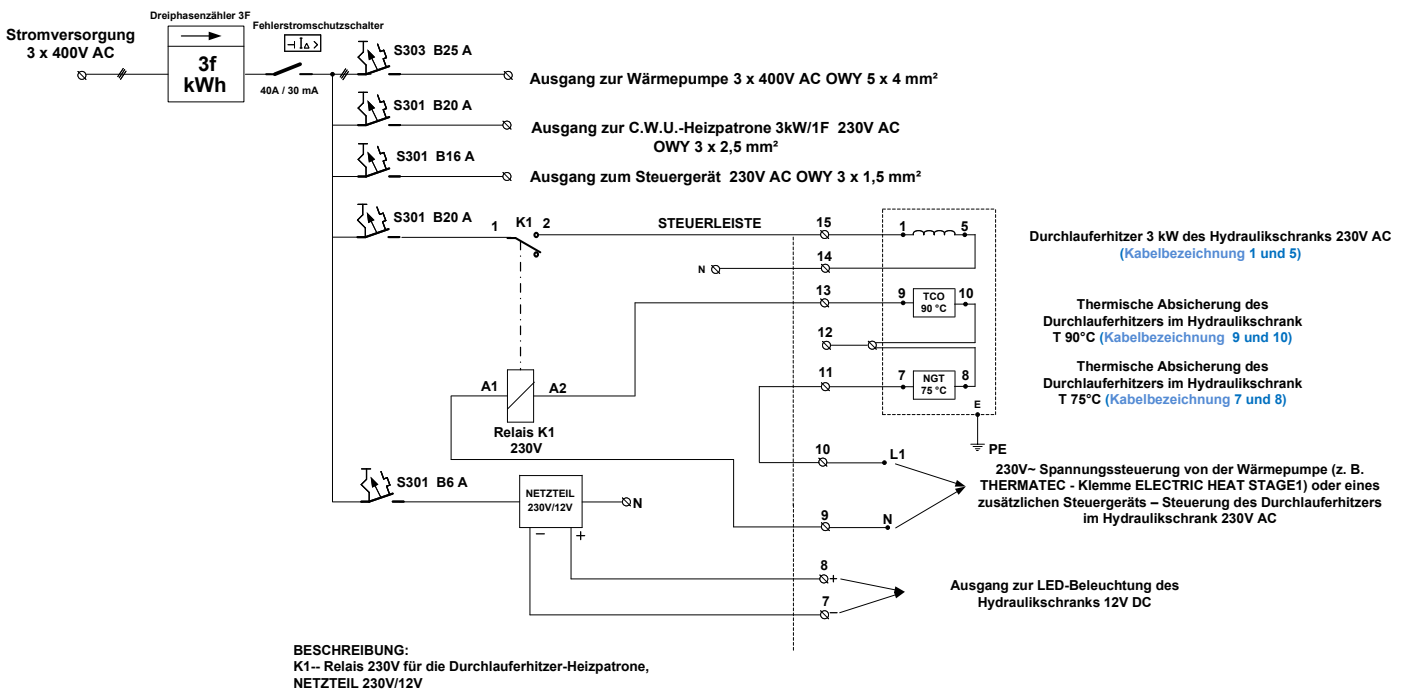 Dreiphasenzähler 3F
Fehlerstromschutzschalter
Stromversorgung
3 x 400V AC
3f
kWh
I∆ >
40A / 30 mA
S303 B25 A
Ausgang zur Wärmepumpe 3 x 400V AC OWY 5 x 4 mm²
S301 B20 A
Ausgang zur C.W.U.-Heizpatrone 3kW/1F 230V AC
OWY 3 x 2,5 mm²
S301 B16 A
Ausgang zum Steuergerät 230V AC OWY 3 x 1,5 mm²
S301 B20 A
1 K1 2
STEUERLEISTE
15
1 5
Durchlauferhitzer 3 kW des Hydraulikschranks 230V AC
(Kabelbezeichnung 1 und 5)
N
14
13
9 TCO 10
90 °C
Thermische Absicherung des
Durchlauferhitzers im Hydraulikschrank
T 90°C (Kabelbezeichnung 9 und 10)
12
11
7 NGT 8
75 °C
Thermische Absicherung des
Durchlauferhitzers im Hydraulikschrank
T 75°C (Kabelbezeichnung 7 und 8)
E
PE
A1 A2
Relais K1
230V
10
L1
230V~ Spannungssteuerung von der Wärmepumpe (z. B.
THERMATEC - Klemme ELECTRIC HEAT STAGE1) oder eines
zusätzlichen Steuergeräts – Steuerung des Durchlauferhitzers
im Hydraulikschrank 230V AC
9
N
S301 B6 A
NETZTEIL
230V/12V
N
– +
8
+
7
–
Ausgang zur LED-Beleuchtung des
Hydraulikschranks 12V DC
BESCHREIBUNG:
K1-- Relais 230V für die Durchlauferhitzer-Heizpatrone,
NETZTEIL 230V/12V